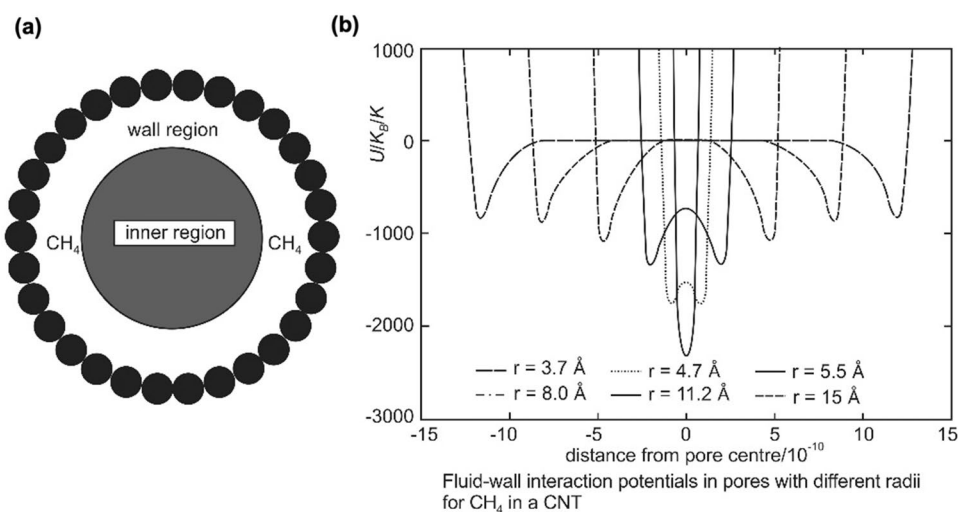 (a)
wall region
CH4
inner region
CH4
(b)
U/KB/K
1000
0
-1000
-2000
-3000
r = 3.7 Å
r = 4.7 Å
r = 5.5 Å
r = 8.0 Å
r = 11.2 Å
r = 15 Å
-15
-10
-5
0
5
10
15
distance from pore centre/10-10
Fluid-wall interaction potentials in pores with different radii
for CH4 in a CNT